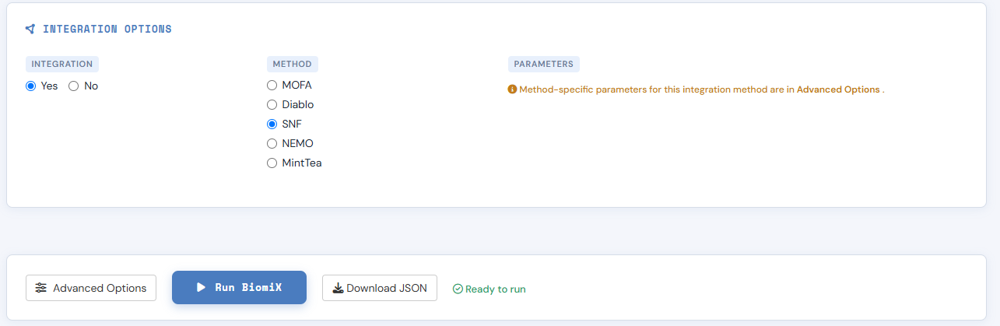 INTEGRATION OPTIONS
INTEGRATION
Yes No
METHOD
MOFA
Diablo
SNF
NEMO
MintTea
PARAMETERS
Method-specific parameters for this integration method are in Advanced Options .
Advanced Options
Run BiomiX
Download JSON
Ready to run